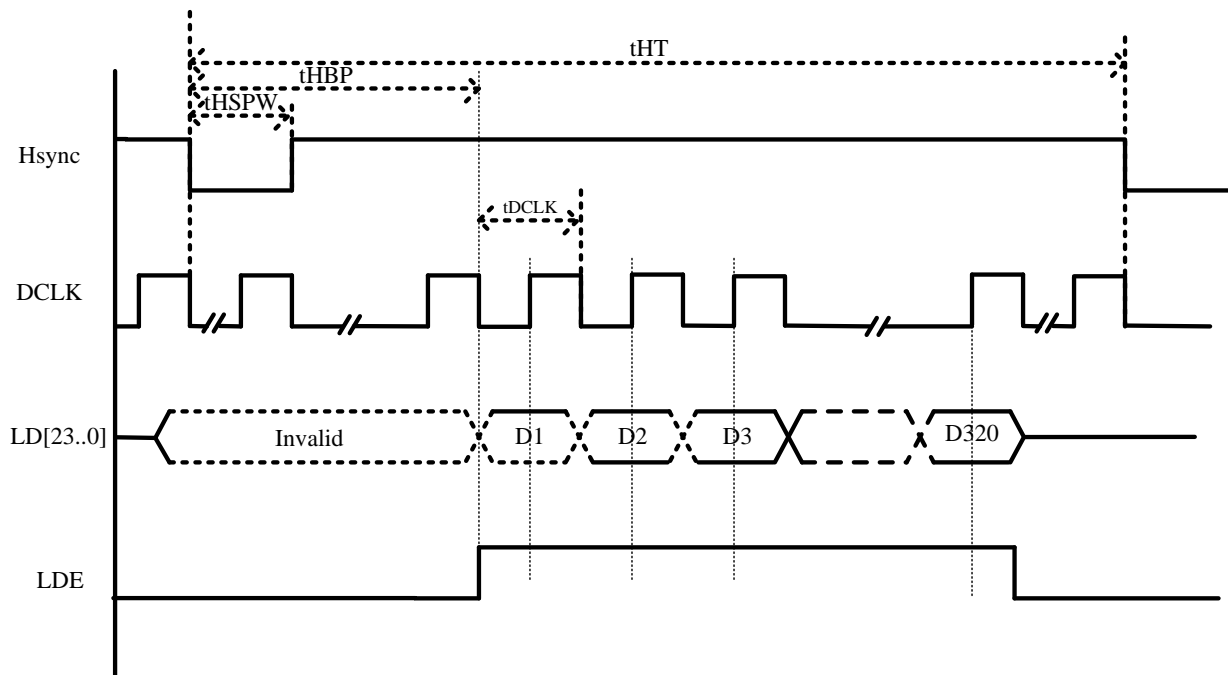 tHT
tHBP
tHSPW
Hsync
tDCLK
DCLK
LD[23..0]
Invalid
D1
D2
D3
D320
LDE